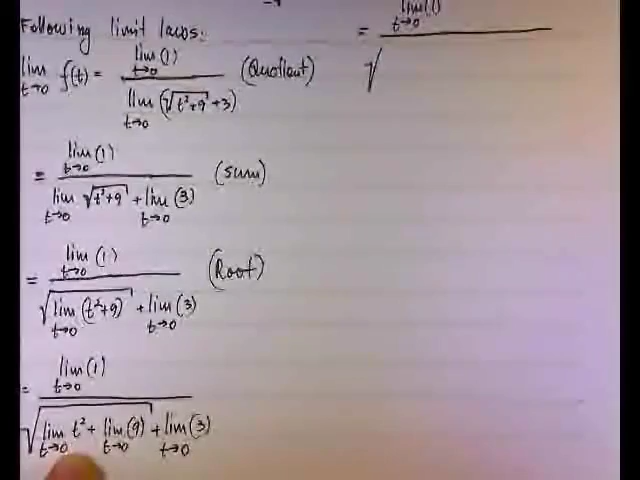 Following limit laws:
lim t→0 f(t) = lim t→0 (1) / lim t→0 (√t²+9 + 3) (Quotient)
= lim t→0 (1) / lim t→0 √t²+9 + lim t→0 (3) (sum)
= lim t→0 (1) / √lim t→0 (t²+9) + lim t→0 (3) (Root)
= lim t→0 (1) / √lim t→0 t² + lim t→0 (9) + lim t→0 (3)
= lim t→0 (1) / √